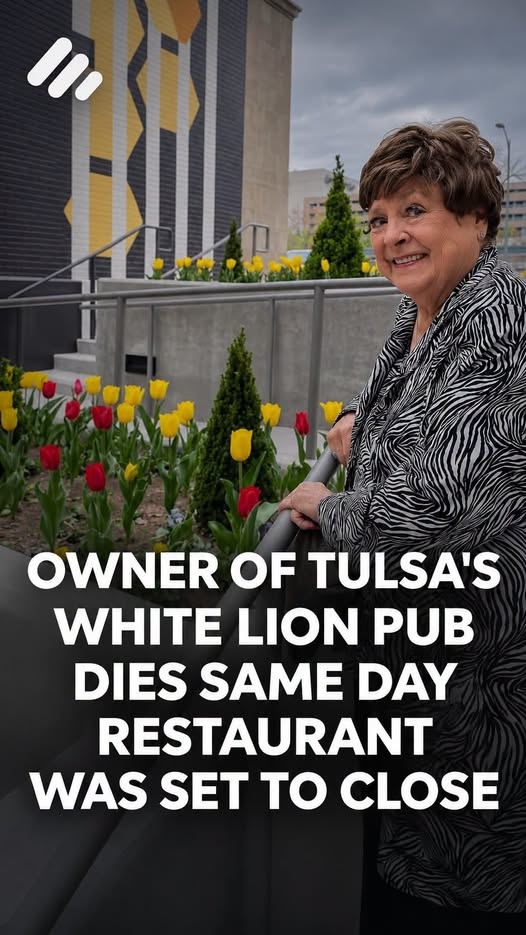 OWNER OF TULSA'S
WHITE LION PUB
DIES SAME DAY
RESTAURANT
WAS SET TO CLOSE